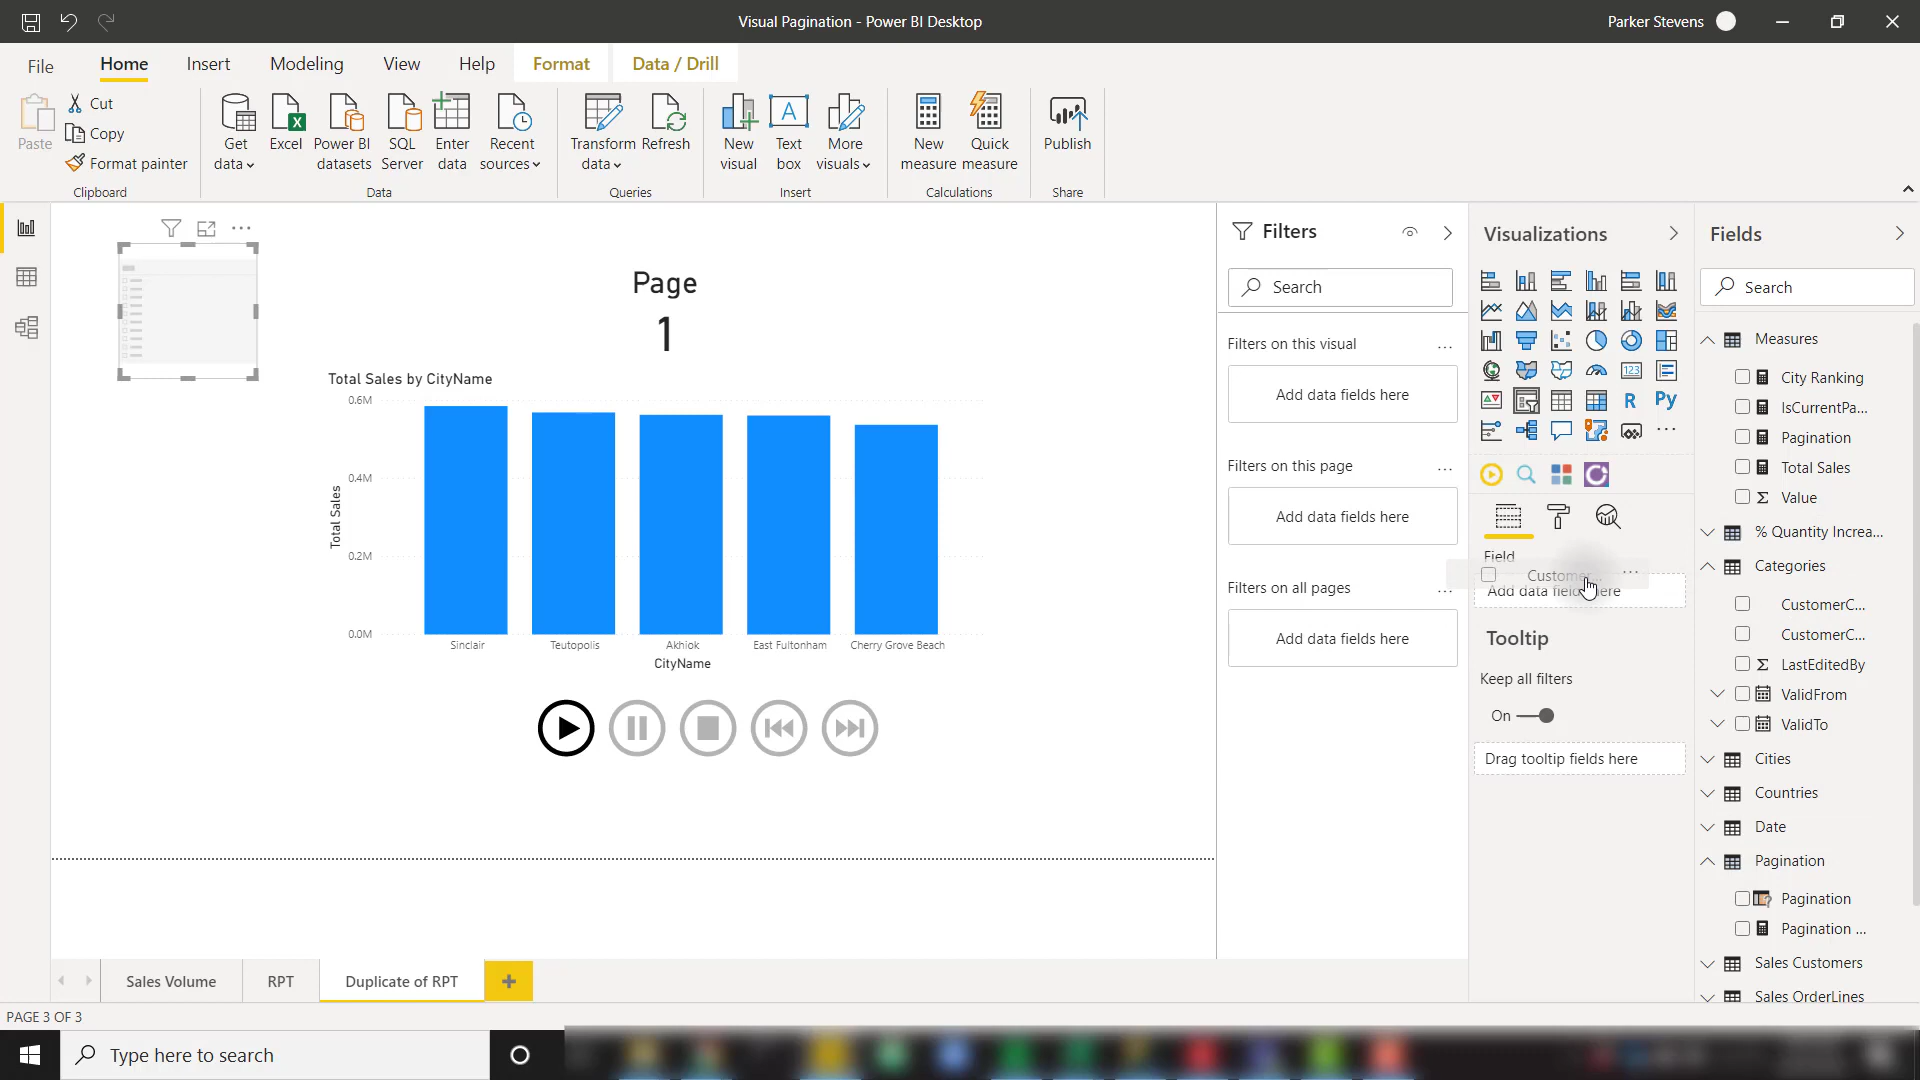 Visual Pagination - Power BI Desktop
Parker Stevens
File
Home
Insert
Modeling
View
Help
Format
Data / Drill
Paste
Cut
Copy
Format painter
Clipboard
Get data
Excel
Power BI datasets
SQL Server
Enter data
Recent sources
Data
Transform data
Refresh
Queries
New visual
A
Text box
More visuals
Insert
New measure
Quick measure
Calculations
Publish
Share
Page
1
Total Sales by CityName
0.6M
0.4M
0.2M
0.0M
Total Sales
Sinclair
Teutopolis
Akhiok
East Fultonham
Cherry Grove Beach
CityName
Filters
Search
Filters on this visual
Add data fields here
Filters on this page
Add data fields here
Filters on all pages
Add data fields here
Visualizations
123
R
Py
Field
Customer...
Add data fields here
Tooltip
Keep all filters
On
Drag tooltip fields here
Fields
Search
Measures
City Ranking
IsCurrentPa...
Pagination
Total Sales
Σ Value
% Quantity Increa...
Categories
CustomerC...
CustomerC...
Σ LastEditedBy
ValidFrom
ValidTo
Cities
Countries
Date
Pagination
Pagination
Pagination ...
Sales Customers
Sales OrderLines
Sales Volume
RPT
Duplicate of RPT
PAGE 3 OF 3
Type here to search